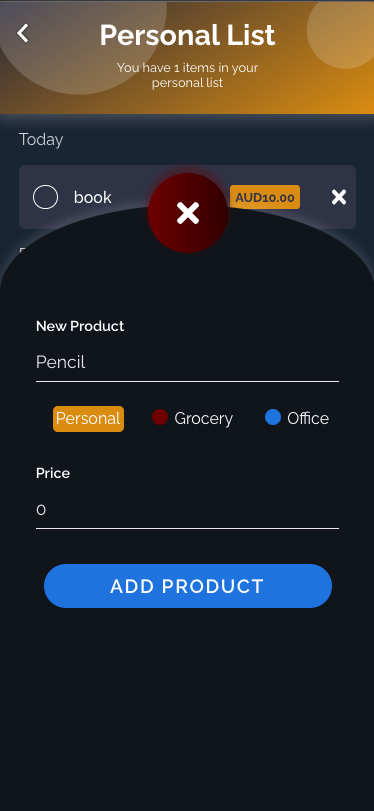 Personal List
You have 1 items in your
personal list
Today
book
AUD10.00
New Product
Pencil
Personal Grocery Office
Price
0
ADD PRODUCT